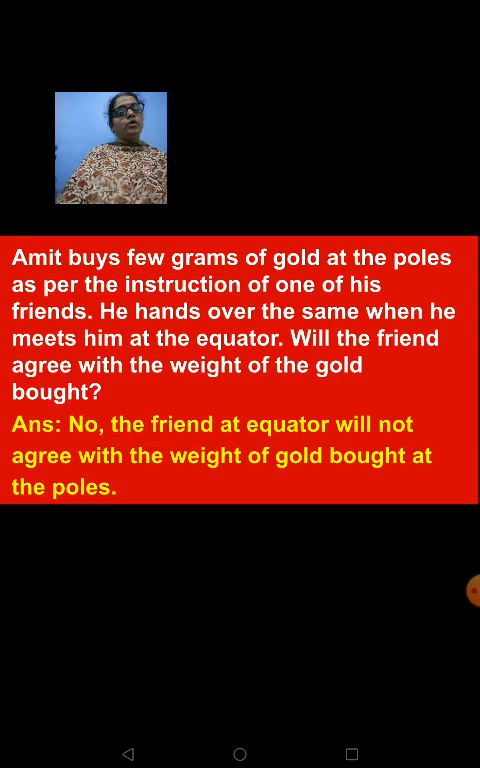 Amit buys few grams of gold at the poles
as per the instruction of one of his
friends. He hands over the same when he
meets him at the equator. Will the friend
agree with the weight of the gold
bought?
Ans: No, the friend at equator will not
agree with the weight of gold bought at
the poles.